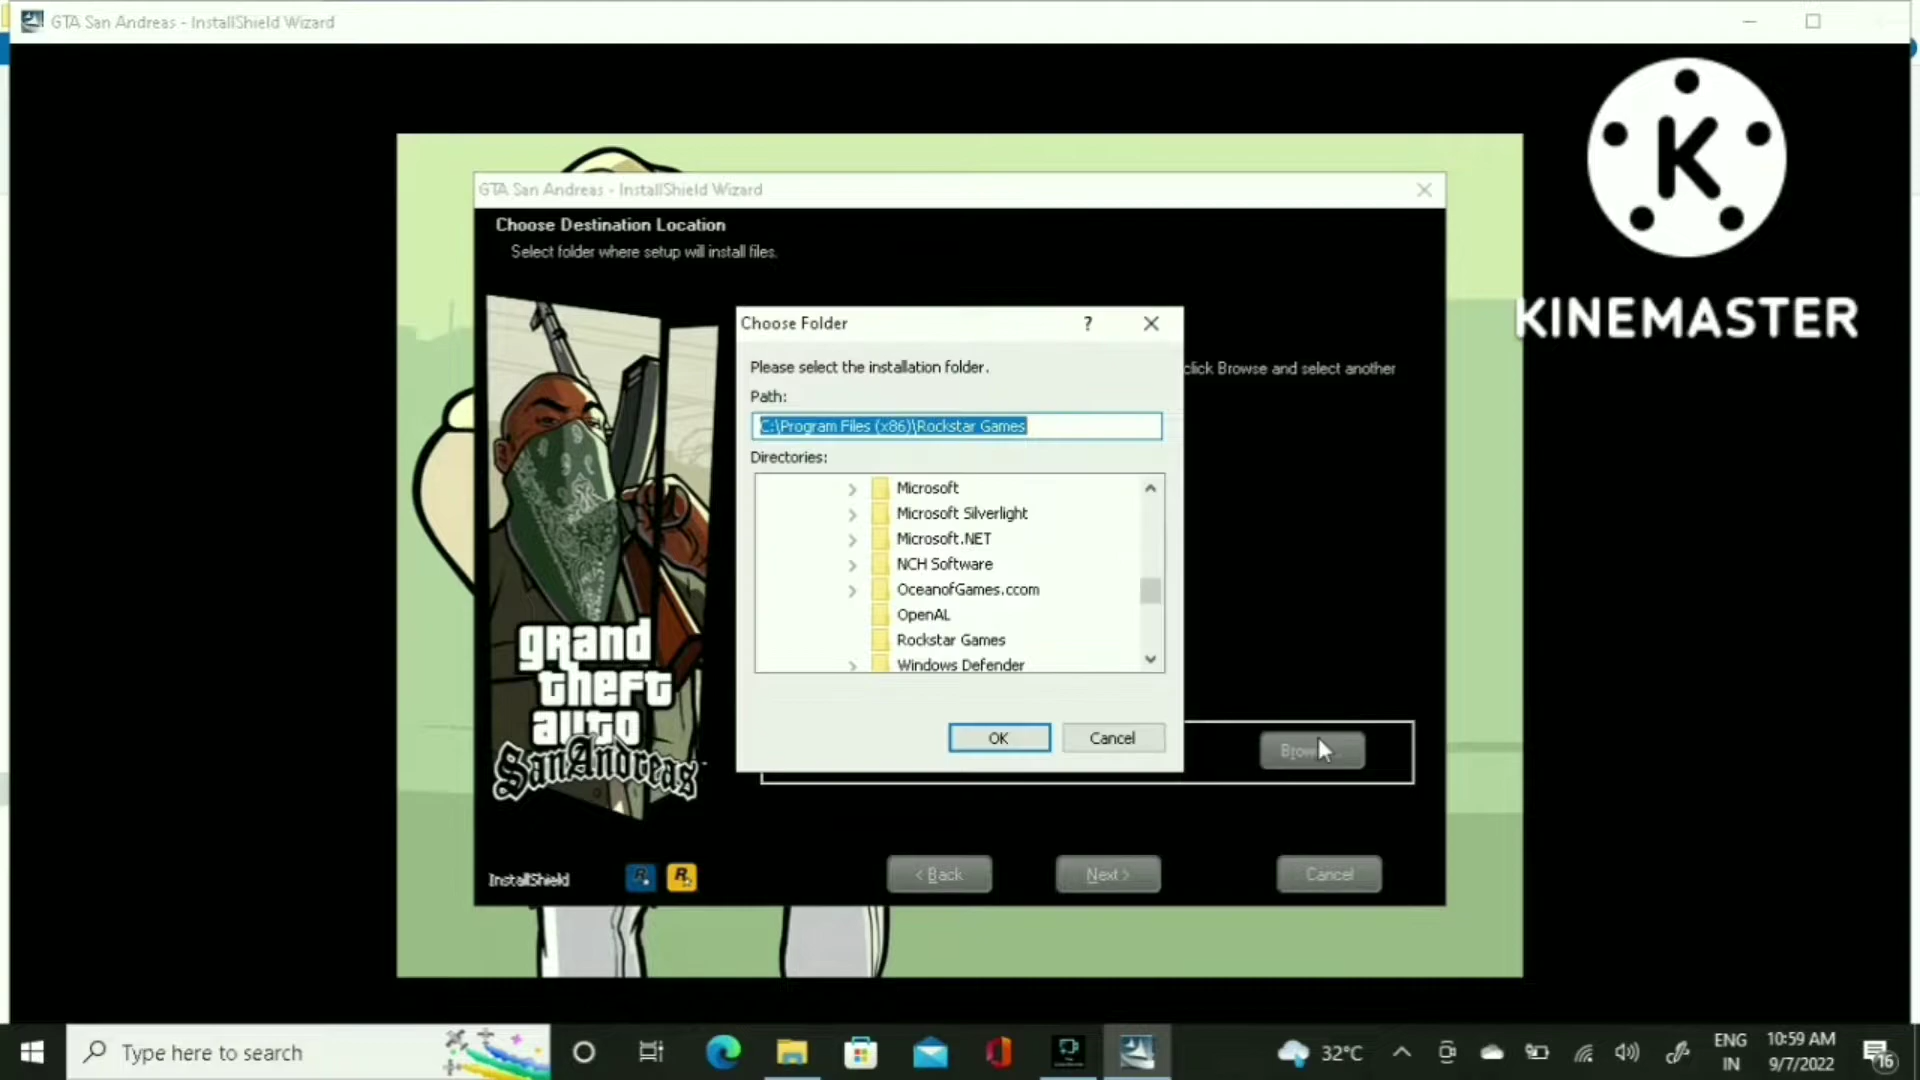 GTA San Andreas - InstallShield Wizard
K
KINEMASTER
GTA San Andreas - InstallShield Wizard
Choose Destination Location
Select folder where setup will install files.
Choose Folder
?
Please select the installation folder.
click Browse and select another
Path:
C:\Program Files (x86)\Rockstar Games
Directories:
Microsoft
Microsoft Silverlight
Microsoft.NET
NCH Software
OceanofGames.ccom
OpenAL
Rockstar Games
Windows Defender
grand
theft
auto
San Andreas
OK
Cancel
InstallShield
R
R
< Back
Next >
Cancel
Type here to search
32°C
ENG
IN
10:59 AM
9/7/2022
16